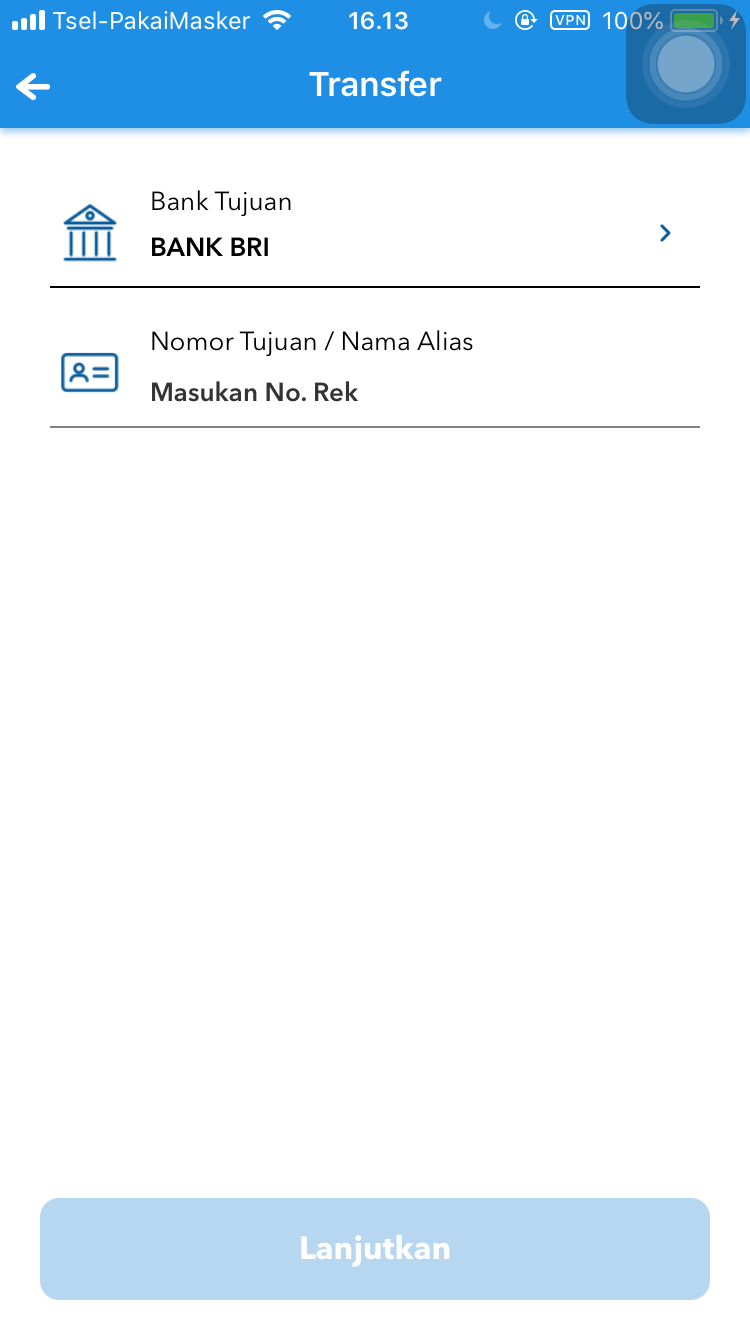 Tsel-PakaiMasker 16.13 VPN 100%
Transfer
Bank Tujuan
BANK BRI
Nomor Tujuan / Nama Alias
Masukan No. Rek
Lanjutkan